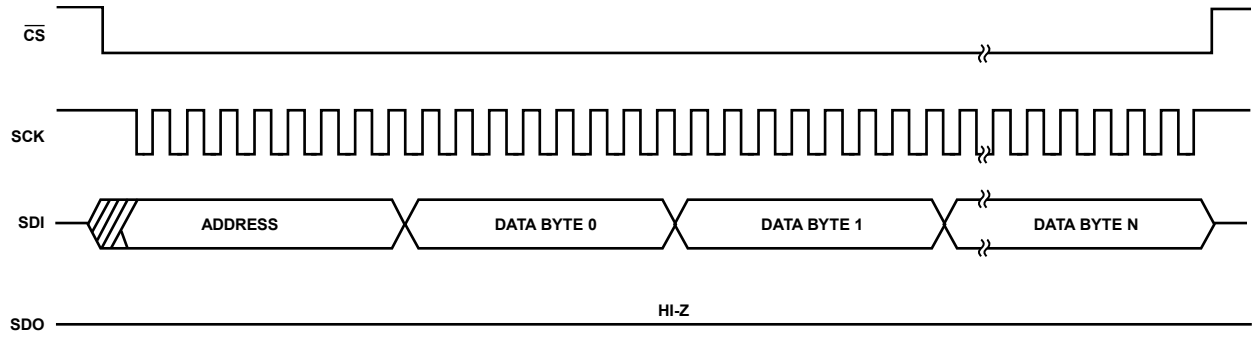 CS
SCK
SDI ADDRESS DATA BYTE 0 DATA BYTE 1 DATA BYTE N
HI-Z
SDO